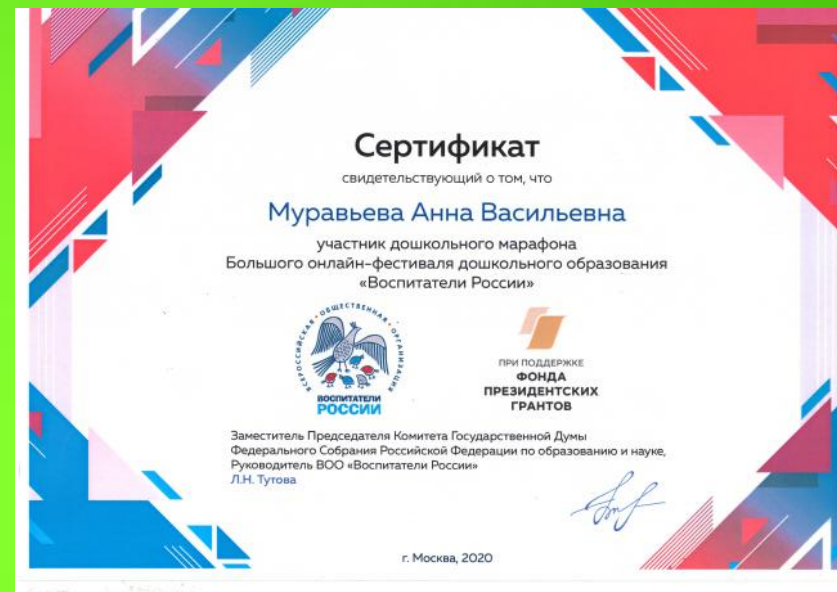 Сертификат
свидетельствующий о том, что
Муравьева Анна Васильевна
участник дошкольного марафона
Большого онлайн-фестиваля дошкольного образования
«Воспитатели России»
ВСЕРОССИЙСКАЯ • ОБЩЕСТВЕННАЯ • ОРГАНИЗАЦИЯ
ВОСПИТАТЕЛИ
РОССИИ
ПРИ ПОДДЕРЖКЕ
ФОНДА
ПРЕЗИДЕНТСКИХ
ГРАНТОВ
Заместитель Председателя Комитета Государственной Думы
Федерального Собрания Российской Федерации по образованию и науке,
Руководитель ВОО «Воспитатели России»
Л.Н. Тутова
г. Москва, 2020